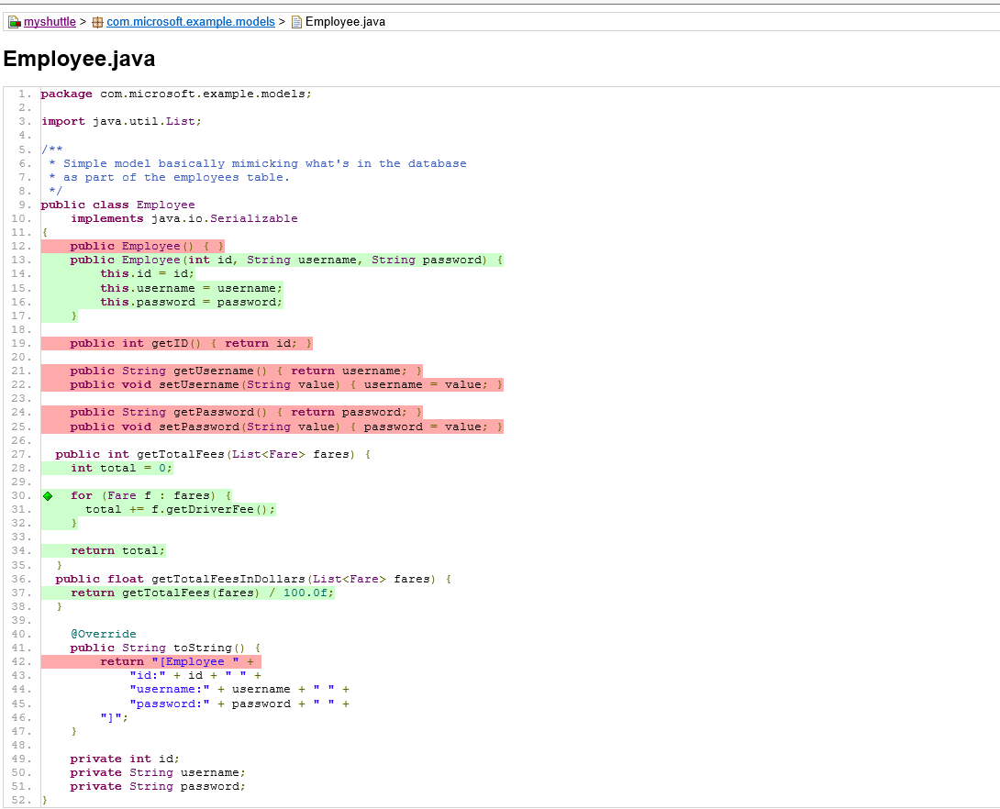 myshuttle > com.microsoft.example.models > Employee.java
Employee.java
1. package com.microsoft.example.models;
2.
3. import java.util.List;
4.
5. /**
6.  * Simple model basically mimicking what's in the database
7.  * as part of the employees table.
8.  */
9. public class Employee
10.     implements java.io.Serializable
11. {
12.     public Employee() { }
13.     public Employee(int id, String username, String password) {
14.         this.id = id;
15.         this.username = username;
16.         this.password = password;
17.     }
18.
19.     public int getID() { return id; }
20.
21.     public String getUsername() { return username; }
22.     public void setUsername(String value) { username = value; }
23.
24.     public String getPassword() { return password; }
25.     public void setPassword(String value) { password = value; }
26.
27.   public int getTotalFees(List<Fare> fares) {
28.     int total = 0;
29.
30.     for (Fare f : fares) {
31.       total += f.getDriverFee();
32.     }
33.
34.     return total;
35.   }
36.   public float getTotalFeesInDollars(List<Fare> fares) {
37.     return getTotalFees(fares) / 100.0f;
38.   }
39.
40.     @Override
41.     public String toString() {
42.         return "[Employee " +
43.             "id:" + id + " " +
44.             "username:" + username + " " +
45.             "password:" + password + " " +
46.         "]";
47.     }
48.
49.     private int id;
50.     private String username;
51.     private String password;
52. }